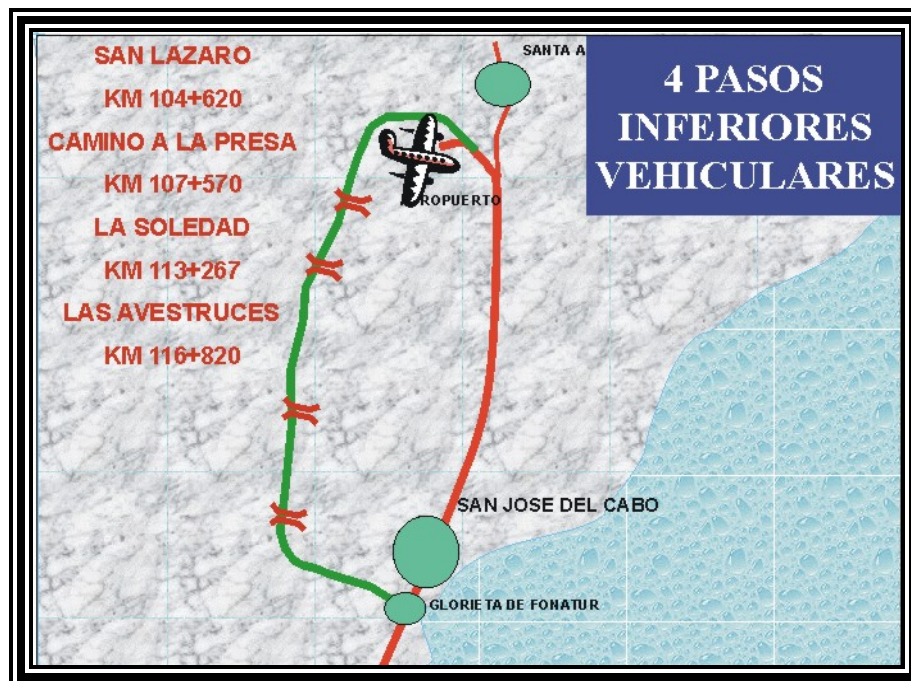 SAN LAZARO
KM 104+620
CAMINO A LA PRESA
KM 107+570
LA SOLEDAD
KM 113+267
LAS AVESTRUCES
KM 116+820
SANTA A
4 PASOS
INFERIORES
VEHICULARES
ROPUERTO
SAN JOSE DEL CABO
GLORIETA DE FONATUR